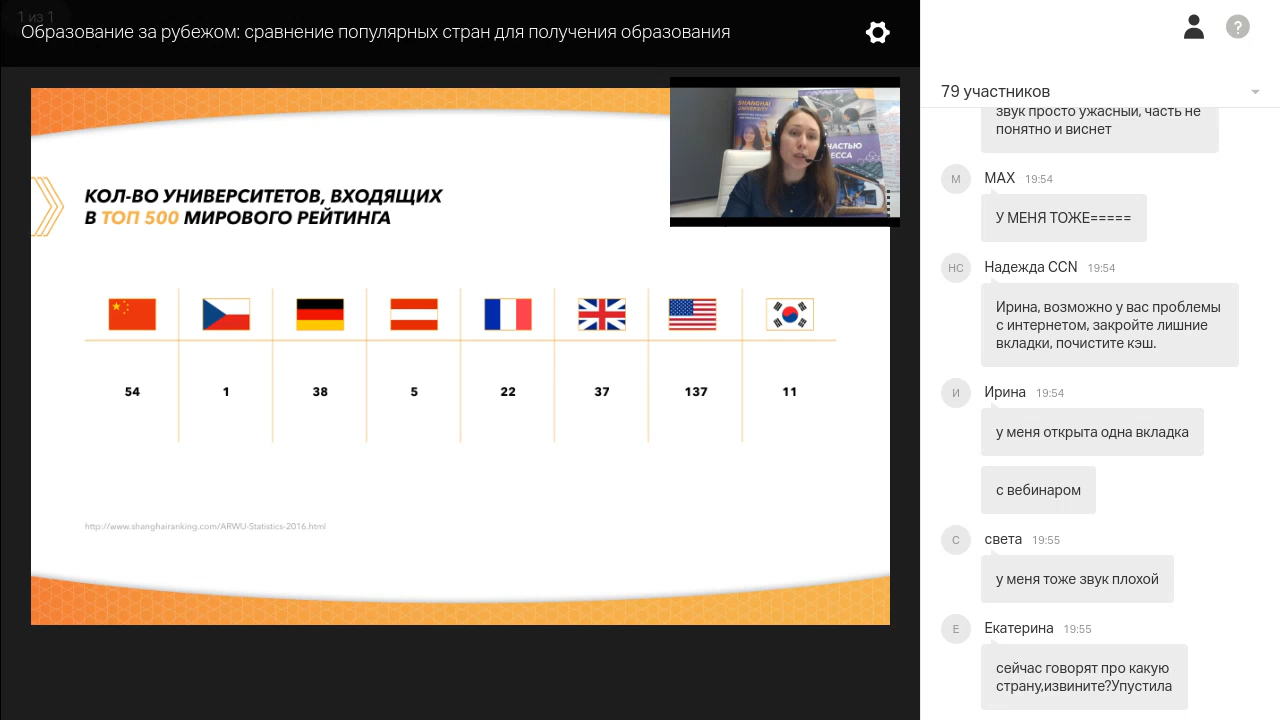 1 из 1
Образование за рубежом: сравнение популярных стран для получения образования
SHANGHAI
UNIVERSITY
КОЛ-ВО УНИВЕРСИТЕТОВ, ВХОДЯЩИХ
В ТОП 500 МИРОВОГО РЕЙТИНГА
54 1 38 5 22 37 137 11
http://www.shanghairanking.com/ARWU-Statistics-2016.html
79 участников
звук просто ужасный, часть не
понятно и виснет
М
МАХ 19:54
У МЕНЯ ТОЖЕ=====
НС
Надежда CCN 19:54
Ирина, возможно у вас проблемы
с интернетом, закройте лишние
вкладки, почистите кэш.
И
Ирина 19:54
у меня открыта одна вкладка
с вебинаром
С
света 19:55
у меня тоже звук плохой
Е
Екатерина 19:55
сейчас говорят про какую
страну,извините?Упустила